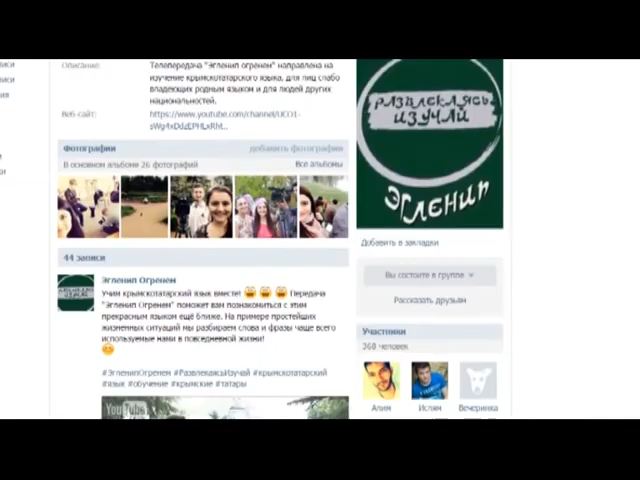 Описание:
Телепередача "Эгленип огренем" направлена на
изучение крымскотатарского языка, для лиц слабо
владеющих родным языком и для людей других
национальностей.
Веб-сайт:
https://www.youtube.com/channel/UCO1-
Фотографии
добавить фотографии
В основном альбоме 26 фотографий
Все альбомы
44 записи
Эгленип Огренем
Учим крымскотатарский язык вместе!
Передача
"Эгленип Огренем" поможет вам познакомиться с этим
прекрасным языком ещё ближе. На примере простейших
жизненных ситуаций мы разбираем слова и фразы чаще всего
используемые нами в повседневной жизни!
#ЭгленипОгренем #РазвлекаясьИзучай #крымскотатарский
#язык #обучение #крымские #татары
YouTube
РАЗВЛЕКАЯСЬ
ИЗУЧАЙ
ЭГЛЕНИП
Добавить в закладки
Вы состоите в группе
Рассказать друзьям
Участники
368 человек
Алим
Ислям
Вечеринка